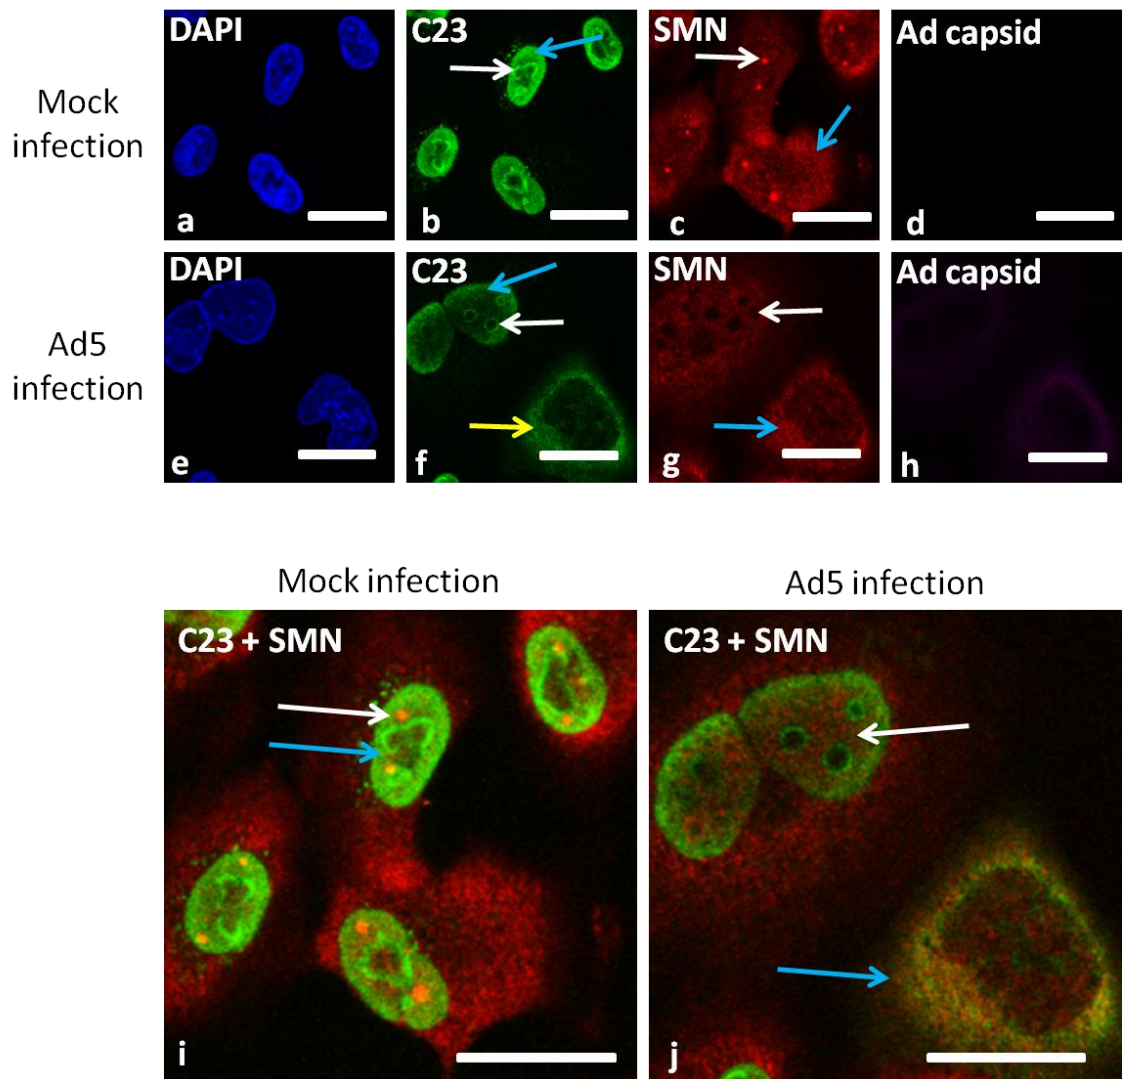 DAPI
C23
SMN
Ad capsid
Mock
infection
a
b
c
d
DAPI
C23
SMN
Ad capsid
Ad5
infection
e
f
g
h
Mock infection
Ad5 infection
C23 + SMN
C23 + SMN
i
j